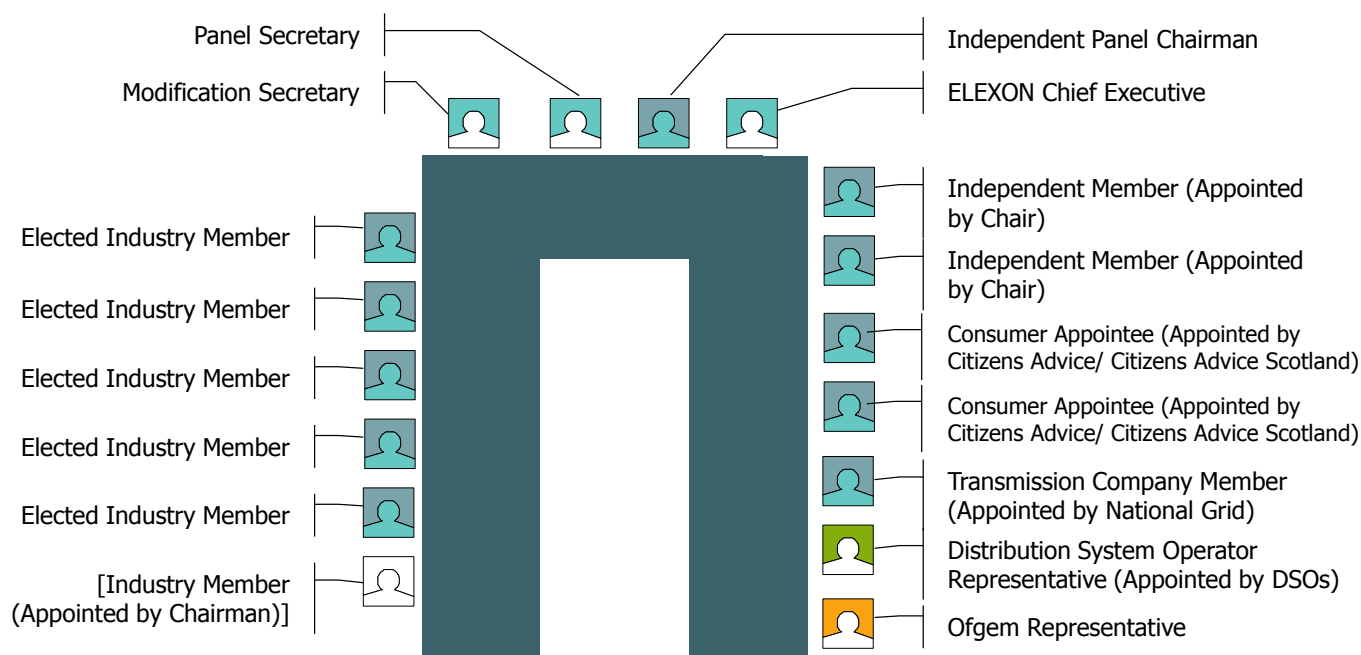 Panel Secretary
Modification Secretary
Independent Panel Chairman
ELEXON Chief Executive
Elected Industry Member
Elected Industry Member
Elected Industry Member
Elected Industry Member
Elected Industry Member
[Industry Member
(Appointed by Chairman)]
Independent Member (Appointed
by Chair)
Independent Member (Appointed
by Chair)
Consumer Appointee (Appointed by
Citizens Advice/ Citizens Advice Scotland)
Consumer Appointee (Appointed by
Citizens Advice/ Citizens Advice Scotland)
Transmission Company Member
(Appointed by National Grid)
Distribution System Operator
Representative (Appointed by DSOs)
Ofgem Representative